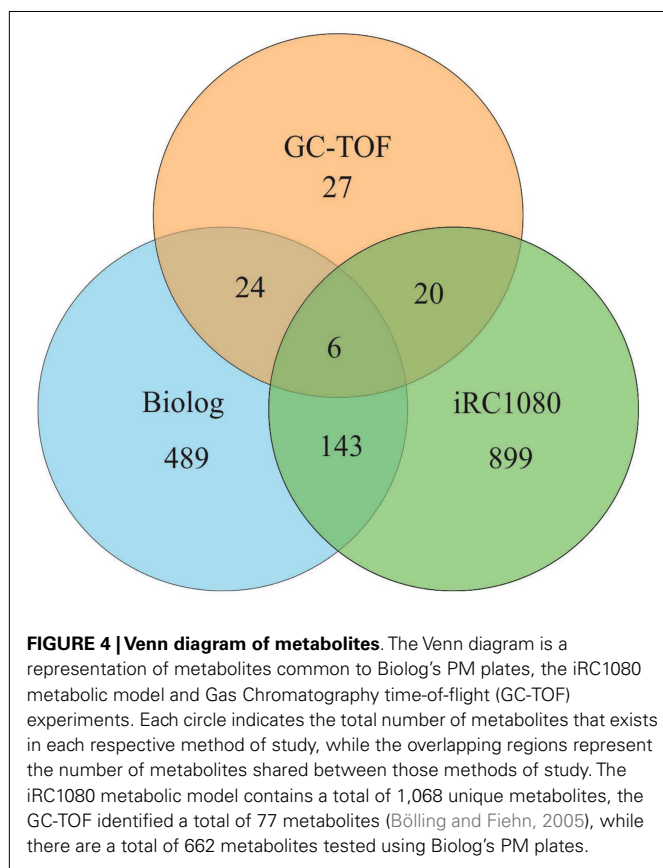 GC-TOF
27
24
20
6
Biolog
iRC1080
489
143
899
FIGURE 4 | Venn diagram of metabolites. The Venn diagram is a
representation of metabolites common to Biolog's PM plates, the iRC1080
metabolic model and Gas Chromatography time-of-flight (GC-TOF)
experiments. Each circle indicates the total number of metabolites that exists
in each respective method of study, while the overlapping regions represent
the number of metabolites shared between those methods of study. The
iRC1080 metabolic model contains a total of 1,068 unique metabolites, the
GC-TOF identified a total of 77 metabolites (Bölling and Fiehn, 2005), while
there are a total of 662 metabolites tested using Biolog's PM plates.